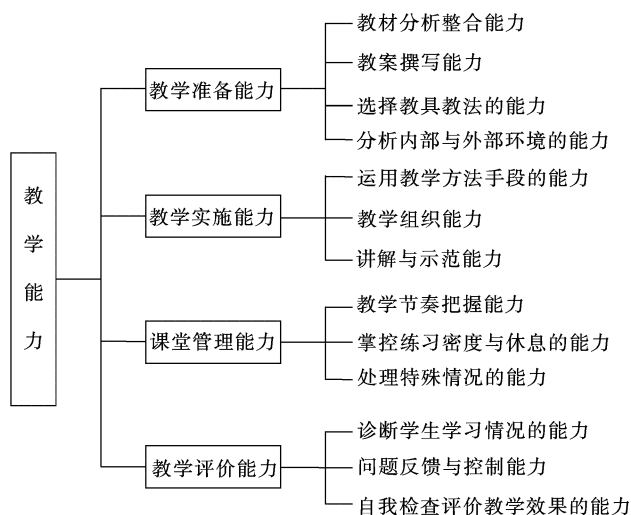 教学能力
教学准备能力
教材分析整合能力
教案撰写能力
选择教具教法的能力
分析内部与外部环境的能力
教学实施能力
运用教学方法手段的能力
教学组织能力
讲解与示范能力
课堂管理能力
教学节奏把握能力
掌控练习密度与休息的能力
处理特殊情况的能力
教学评价能力
诊断学生学习情况的能力
问题反馈与控制能力
自我检查评价教学效果的能力